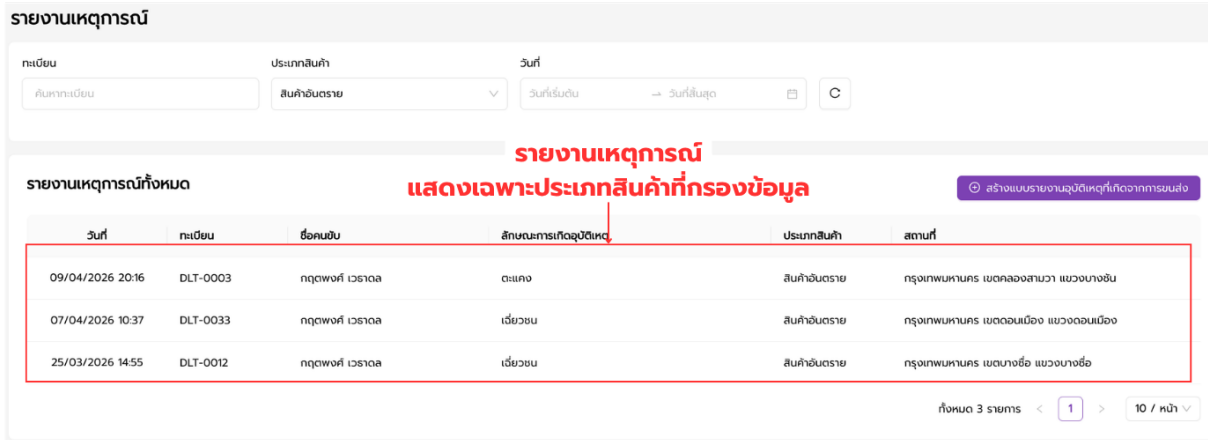 รายงานเหตุการณ์
ทะเบียน ประเภทสินค้า วันที่
ค้นหาทะเบียน สินค้าอันตราย วันที่เริ่มต้น → วันที่สิ้นสุด
รายงานเหตุการณ์
แสดงเฉพาะประเภทสินค้าที่กรองข้อมูล
รายงานเหตุการณ์ทั้งหมด สร้างแบบรายงานอุบัติเหตุที่เกิดจากการขนส่ง
วันที่ ทะเบียน ชื่อคนขับ ลักษณะการเกิดอุบัติเหตุ ประเภทสินค้า สถานที่
09/04/2026 20:16 DLT-0003 กฤตพงศ์ เวธาดล ตะแคง สินค้าอันตราย กรุงเทพมหานคร เขตคลองสามวา แขวงบางชัน
07/04/2026 10:37 DLT-0033 กฤตพงศ์ เวธาดล เฉี่ยวชน สินค้าอันตราย กรุงเทพมหานคร เขตดอนเมือง แขวงดอนเมือง
25/03/2026 14:55 DLT-0012 กฤตพงศ์ เวธาดล เฉี่ยวชน สินค้าอันตราย กรุงเทพมหานคร เขตบางซื่อ แขวงบางซื่อ
ทั้งหมด 3 รายการ < 1 > 10 / หน้า